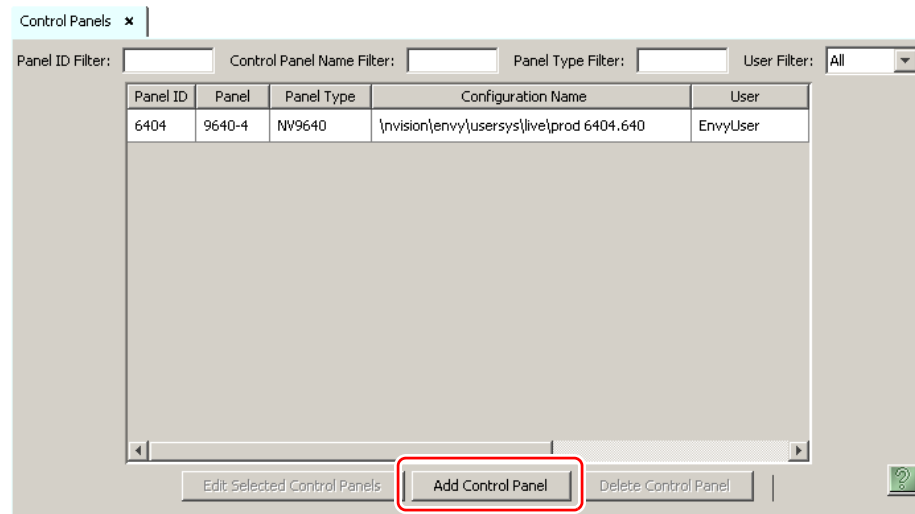 Control Panels ×
Panel ID Filter: Control Panel Name Filter: Panel Type Filter: User Filter: All
Panel ID Panel Panel Type Configuration Name User
6404 9640-4 NV9640 \nvision\envy\usersys\live\prod 6404.640 EnvyUser
Edit Selected Control Panels Add Control Panel Delete Control Panel ?